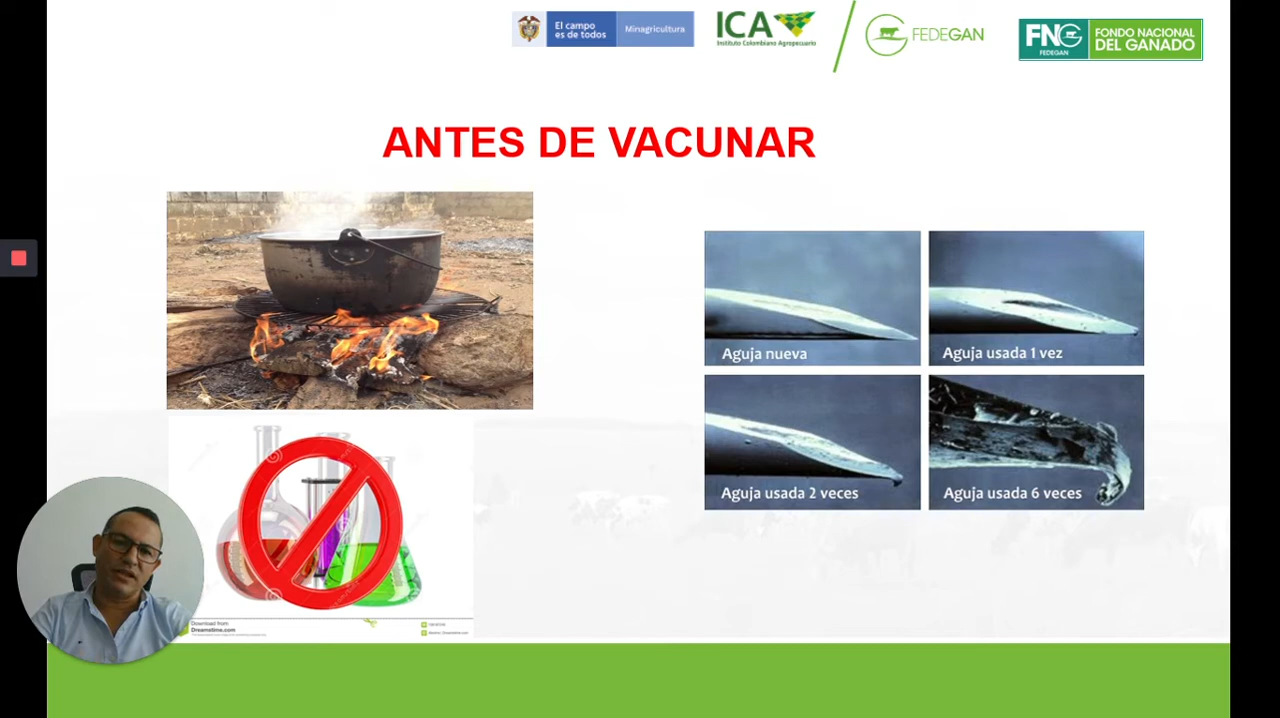 El campo
es de todos
Minagricultura
ICA
Instituto Colombiano Agropecuario
FEDEGAN
FNG
FEDEGAN
FONDO NACIONAL
DEL GANADO
ANTES DE VACUNAR
Aguja nueva
Aguja usada 1 vez
Aguja usada 2 veces
Aguja usada 6 veces
Download from
Dreamstime.com